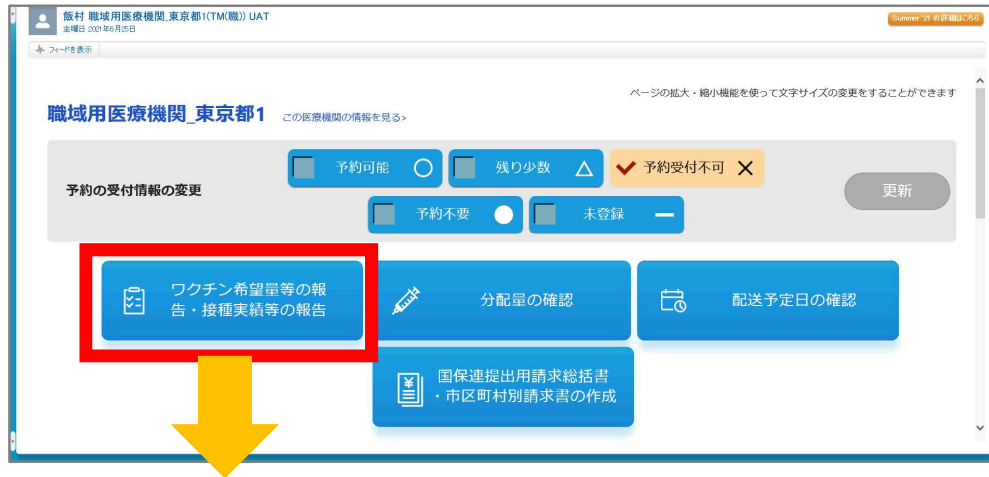 飯村 職域用医療機関_東京都1(TM(職)) UAT
金曜日 2021年6月25日
Summer '21 の詳細はこちら
フィードを表示
ページの拡大・縮小機能を使って文字サイズの変更をすることができます
職域用医療機関_東京都1 この医療機関の情報を見る>
予約の受付情報の変更
予約可能 ○ 残り少数 △ 予約受付不可 ✕
更新
予約不要 ● 未登録 ー
ワクチン希望量等の報
告・接種実績等の報告
分配量の確認
配送予定日の確認
国保連提出用請求総括書
・市区町村別請求書の作成